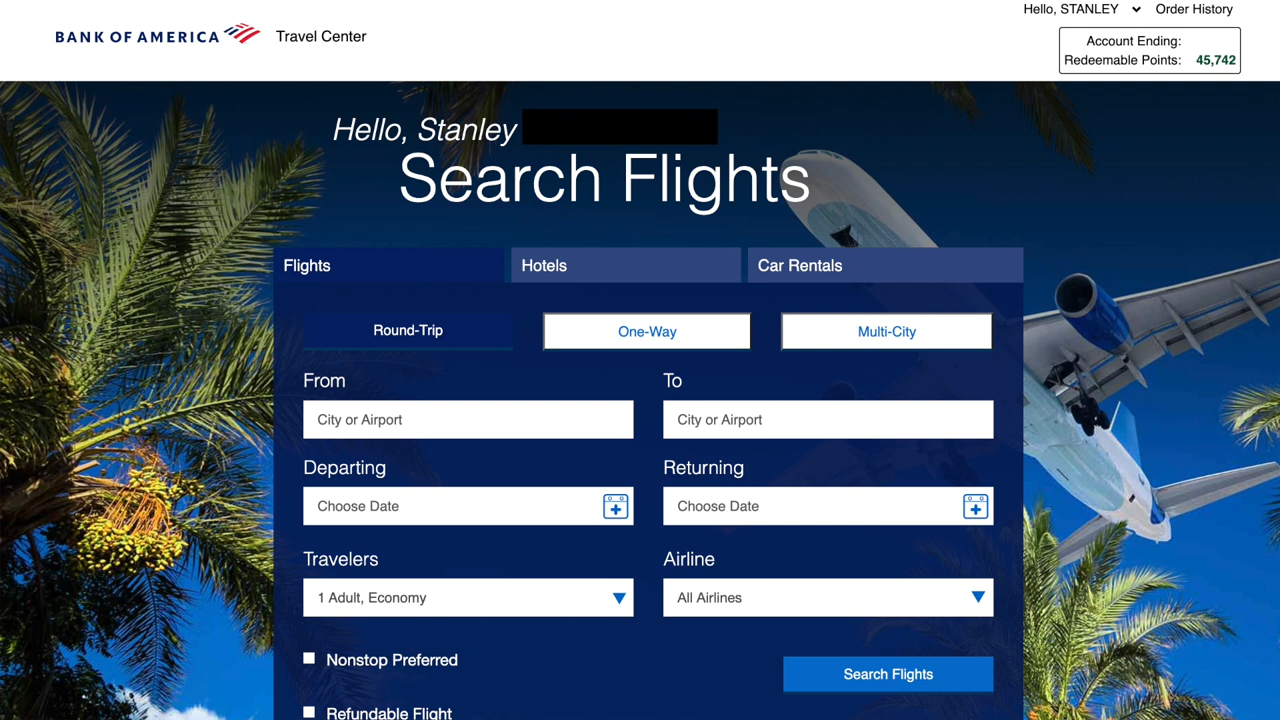 Hello, STANLEY Order History
BANK OF AMERICA Travel Center
Account Ending:
Redeemable Points: 45,742
Hello, Stanley
Search Flights
Flights Hotels Car Rentals
Round-Trip One-Way Multi-City
From To
City or Airport City or Airport
Departing Returning
Choose Date Choose Date
Travelers Airline
1 Adult, Economy All Airlines
Nonstop Preferred
Search Flights
Refundable Flight